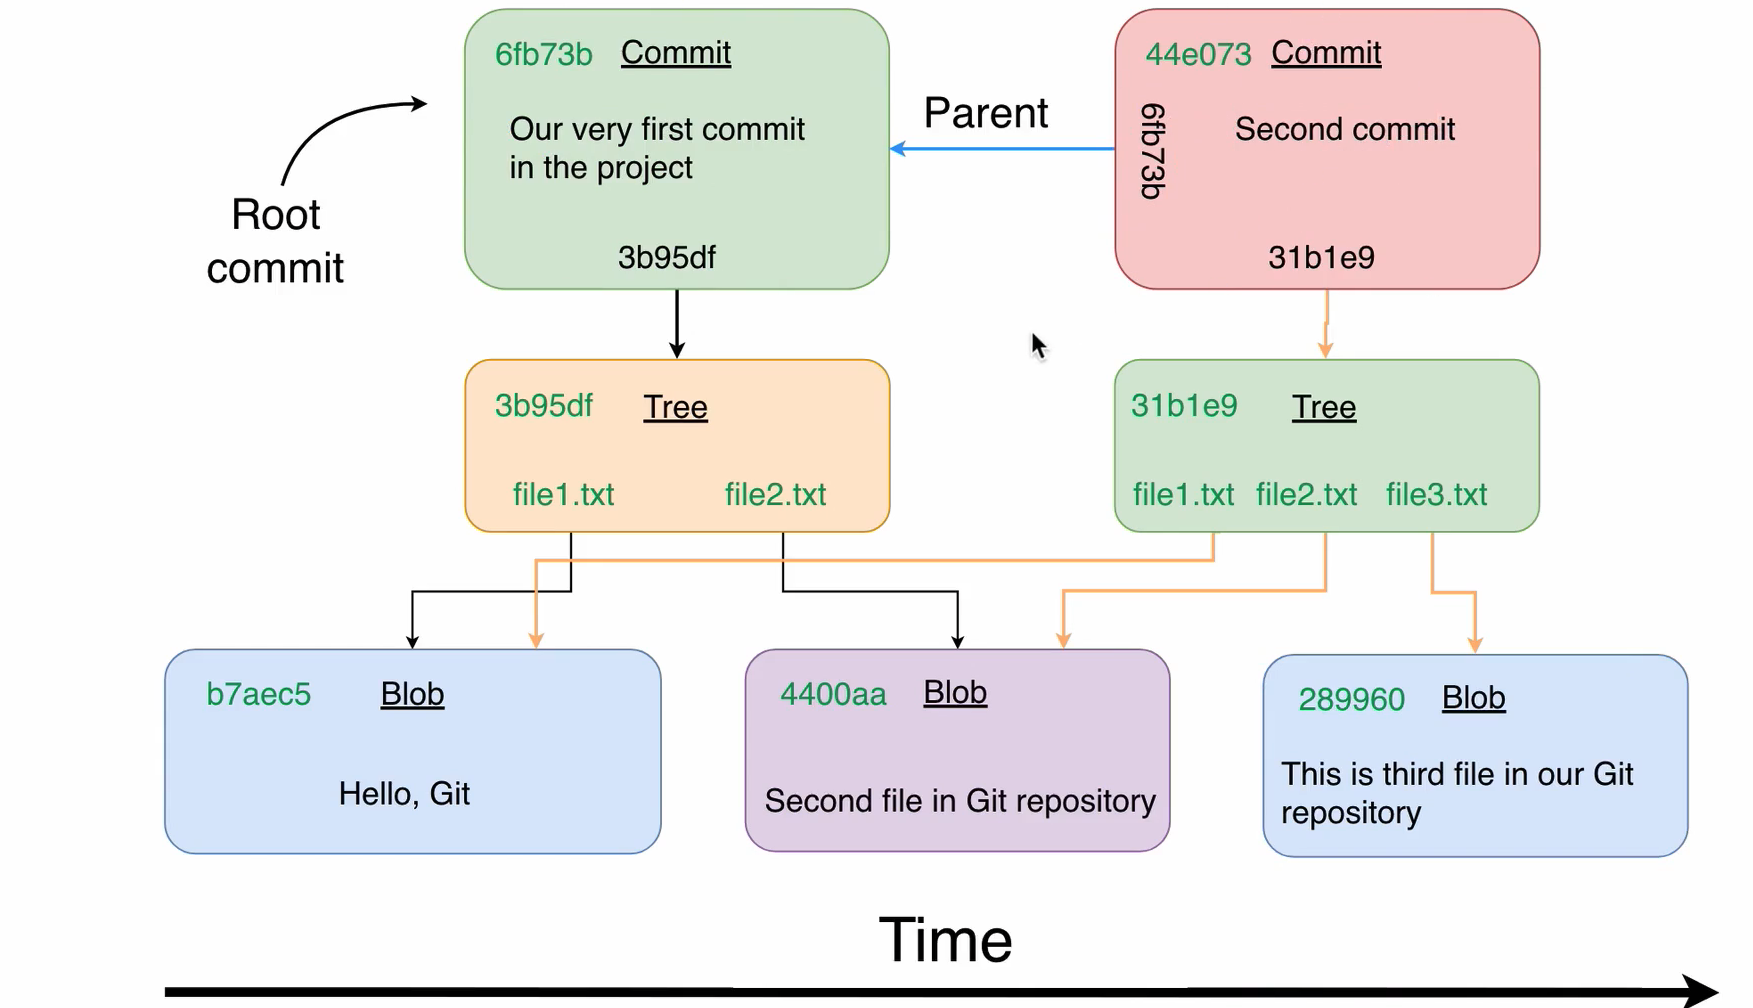 6fb73b Commit
Our very first commit
in the project
3b95df
Parent
44e073 Commit
6fb73b
Second commit
31b1e9
Root
commit
3b95df Tree
file1.txt file2.txt
31b1e9 Tree
file1.txt file2.txt file3.txt
b7aec5 Blob
Hello, Git
4400aa Blob
Second file in Git repository
289960 Blob
This is third file in our Git
repository
Time